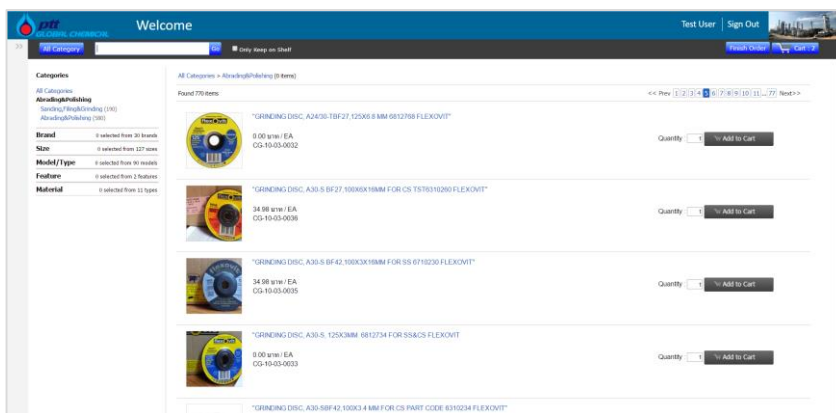 ptt
GLOBAL CHEMICAL
Welcome
Test User | Sign Out
All Category
Go
Only Keep on Shelf
Finish Order
Cart : 2
Categories
All Categories
Abrading&Polishing
Sanding,Filing&Grinding (190)
Abrading&Polishing (580)
Brand 0 selected from 30 brands
Size 0 selected from 127 sizes
Model/Type 0 selected from 90 models
Feature 0 selected from 2 features
Material 0 selected from 11 types
All Categories > Abrading&Polishing (0 items)
Found 770 items
<< Prev 1 2 3 4 5 6 7 8 9 10 11 ... 77 Next>>
"GRINDING DISC, A24/30-TBF27,125X6.8 MM 6812768 FLEXOVIT"
0.00 บาท / EA
CG-10-03-0032
Quantity 1 Add to Cart
"GRINDING DISC, A30-S BF27,100X6X16MM FOR CS TST6310260 FLEXOVIT"
34.98 บาท / EA
CG-10-03-0036
Quantity 1 Add to Cart
"GRINDING DISC, A30-S BF42,100X3X16MM FOR SS 6710230 FLEXOVIT"
34.98 บาท / EA
CG-10-03-0035
Quantity 1 Add to Cart
"GRINDING DISC, A30-S, 125X3MM 6812734 FOR SS&CS FLEXOVIT
0.00 บาท / EA
CG-10-03-0033
Quantity 1 Add to Cart
"GRINDING DISC, A30-SBF42,100X3.4 MM FOR CS PART CODE 6310234 FLEXOVIT"